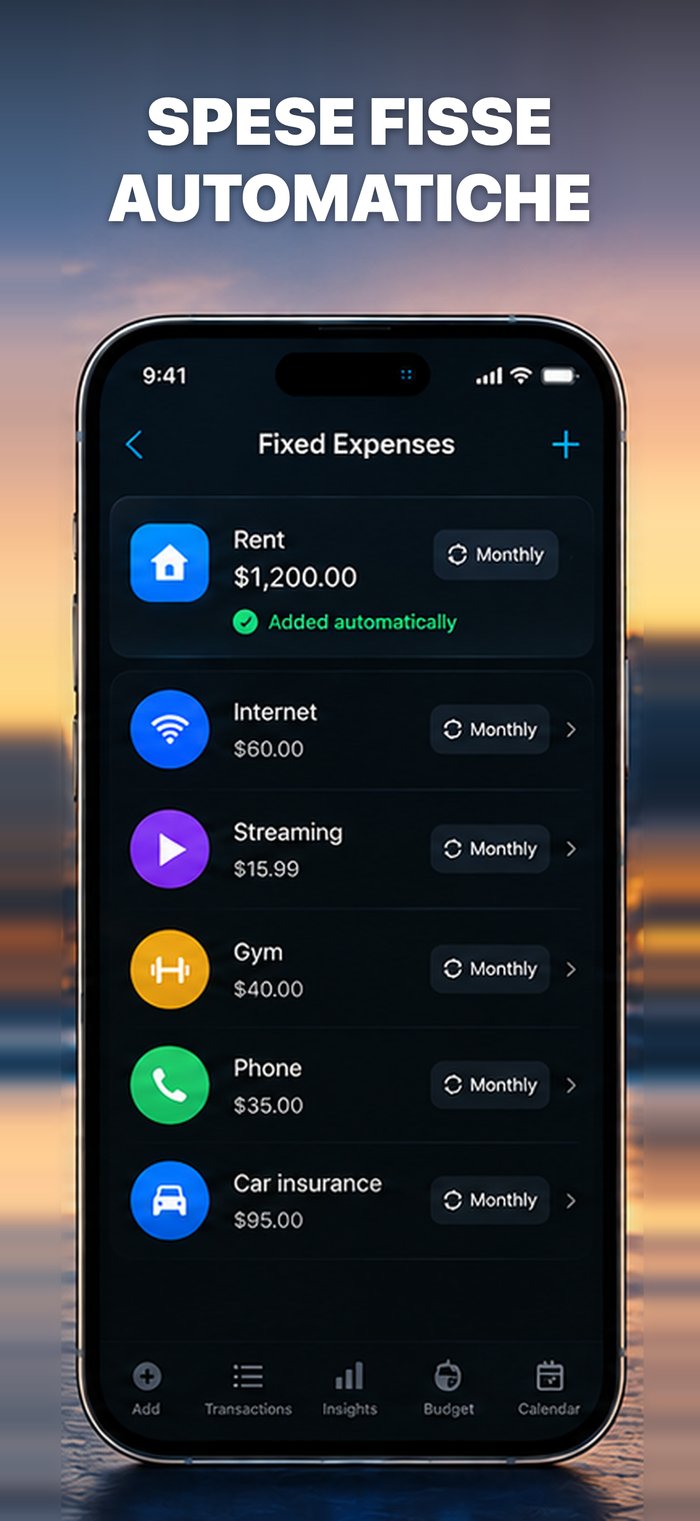 SPESE FISSE
AUTOMATICHE
9:41
Fixed Expenses
Rent
$1,200.00
Monthly
Added automatically
Internet
$60.00
Monthly
Streaming
$15.99
Monthly
Gym
$40.00
Monthly
Phone
$35.00
Monthly
Car insurance
$95.00
Monthly
Add
Transactions
Insights
Budget
Calendar